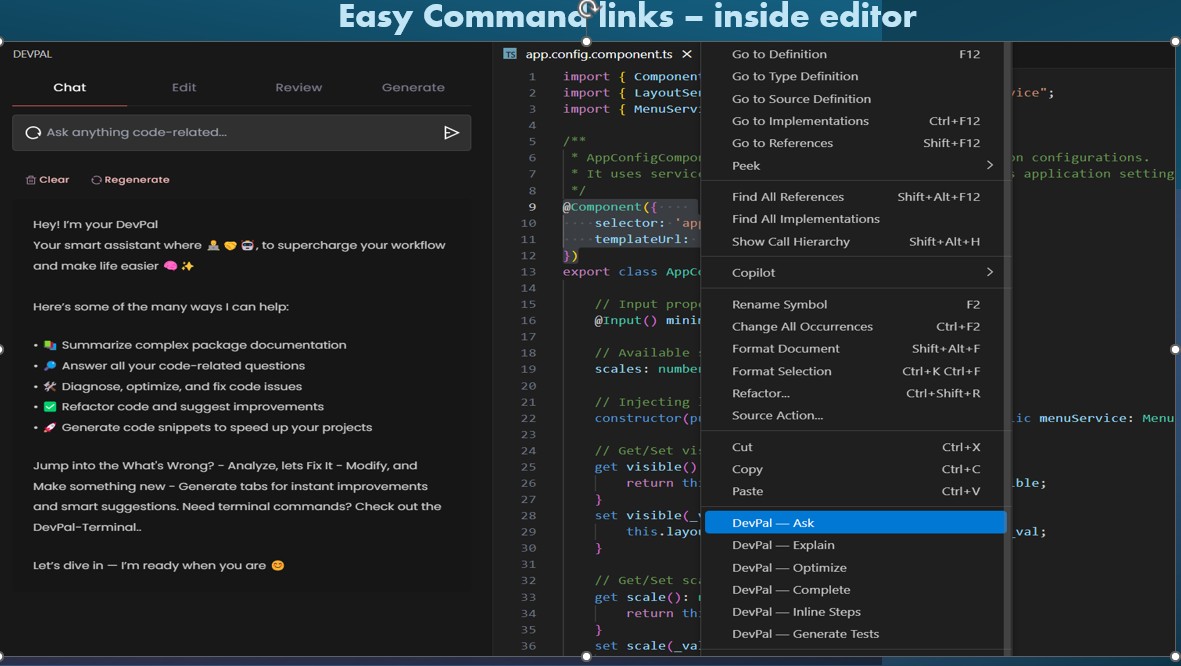 Easy Command links – inside editor
DEVPAL
Chat Edit Review Generate
Ask anything code-related...
Clear Regenerate
Hey! I'm your DevPal
Your smart assistant where 🧑‍💻 🤝 🤖, to supercharge your workflow
and make life easier 🧠 ✨
Here's some of the many ways I can help:
• 📚 Summarize complex package documentation
• 🔎 Answer all your code-related questions
• 🛠 Diagnose, optimize, and fix code issues
• ✅ Refactor code and suggest improvements
• 🚀 Generate code snippets to speed up your projects
Jump into the What's Wrong? - Analyze, lets Fix It - Modify, and
Make something new - Generate tabs for instant improvements
and smart suggestions. Need terminal commands? Check out the
DevPal-Terminal..
Let's dive in — I'm ready when you are 😊
TS app.config.component.ts ×
1 import { Component
2 import { LayoutSer vice";
3 import { MenuServi
4
5 /**
6 * AppConfigCompon on configurations.
7 * It uses service s application setting
8 */
9 @Component({ ····
10 ····selector: 'app
11 ····templateUrl: ·
12 })
13 export class AppCo
14
15 // Input prope
16 @Input() minim
17
18 // Available s
19 scales: number
20
21 // Injecting
22 constructor(pr lic menuService: Menu
23
24 // Get/Set vis
25 get visible()
26 return thi ble;
27 }
28 set visible(_v
29 this.layou _val;
30 }
31
32 // Get/Set sca
33 get scale(): n
34 return thi
35 }
36 set scale(_val
Go to Definition F12
Go to Type Definition
Go to Source Definition
Go to Implementations Ctrl+F12
Go to References Shift+F12
Peek >
Find All References Shift+Alt+F12
Find All Implementations
Show Call Hierarchy Shift+Alt+H
Copilot >
Rename Symbol F2
Change All Occurrences Ctrl+F2
Format Document Shift+Alt+F
Format Selection Ctrl+K Ctrl+F
Refactor... Ctrl+Shift+R
Source Action...
Cut Ctrl+X
Copy Ctrl+C
Paste Ctrl+V
DevPal — Ask
DevPal — Explain
DevPal — Optimize
DevPal — Complete
DevPal — Inline Steps
DevPal — Generate Tests